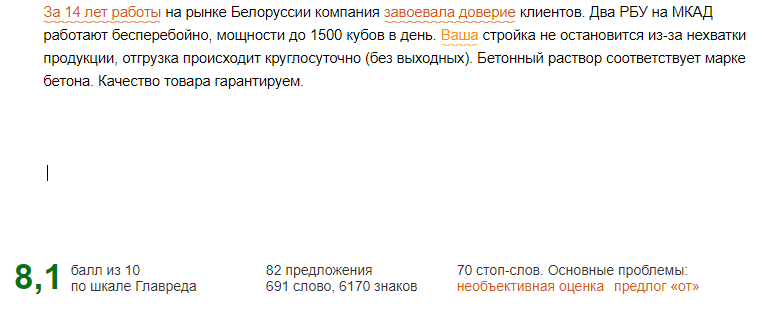 За 14 лет работы на рынке Белоруссии компания завоевала доверие клиентов. Два РБУ на МКАД
работают бесперебойно, мощности до 1500 кубов в день. Ваша стройка не остановится из-за нехватки
продукции, отгрузка происходит круглосуточно (без выходных). Бетонный раствор соответствует марке
бетона. Качество товара гарантируем.
8,1 балл из 10 82 предложения 70 стоп-слов. Основные проблемы:
по шкале Главреда 691 слово, 6170 знаков необъективная оценка предлог «от»